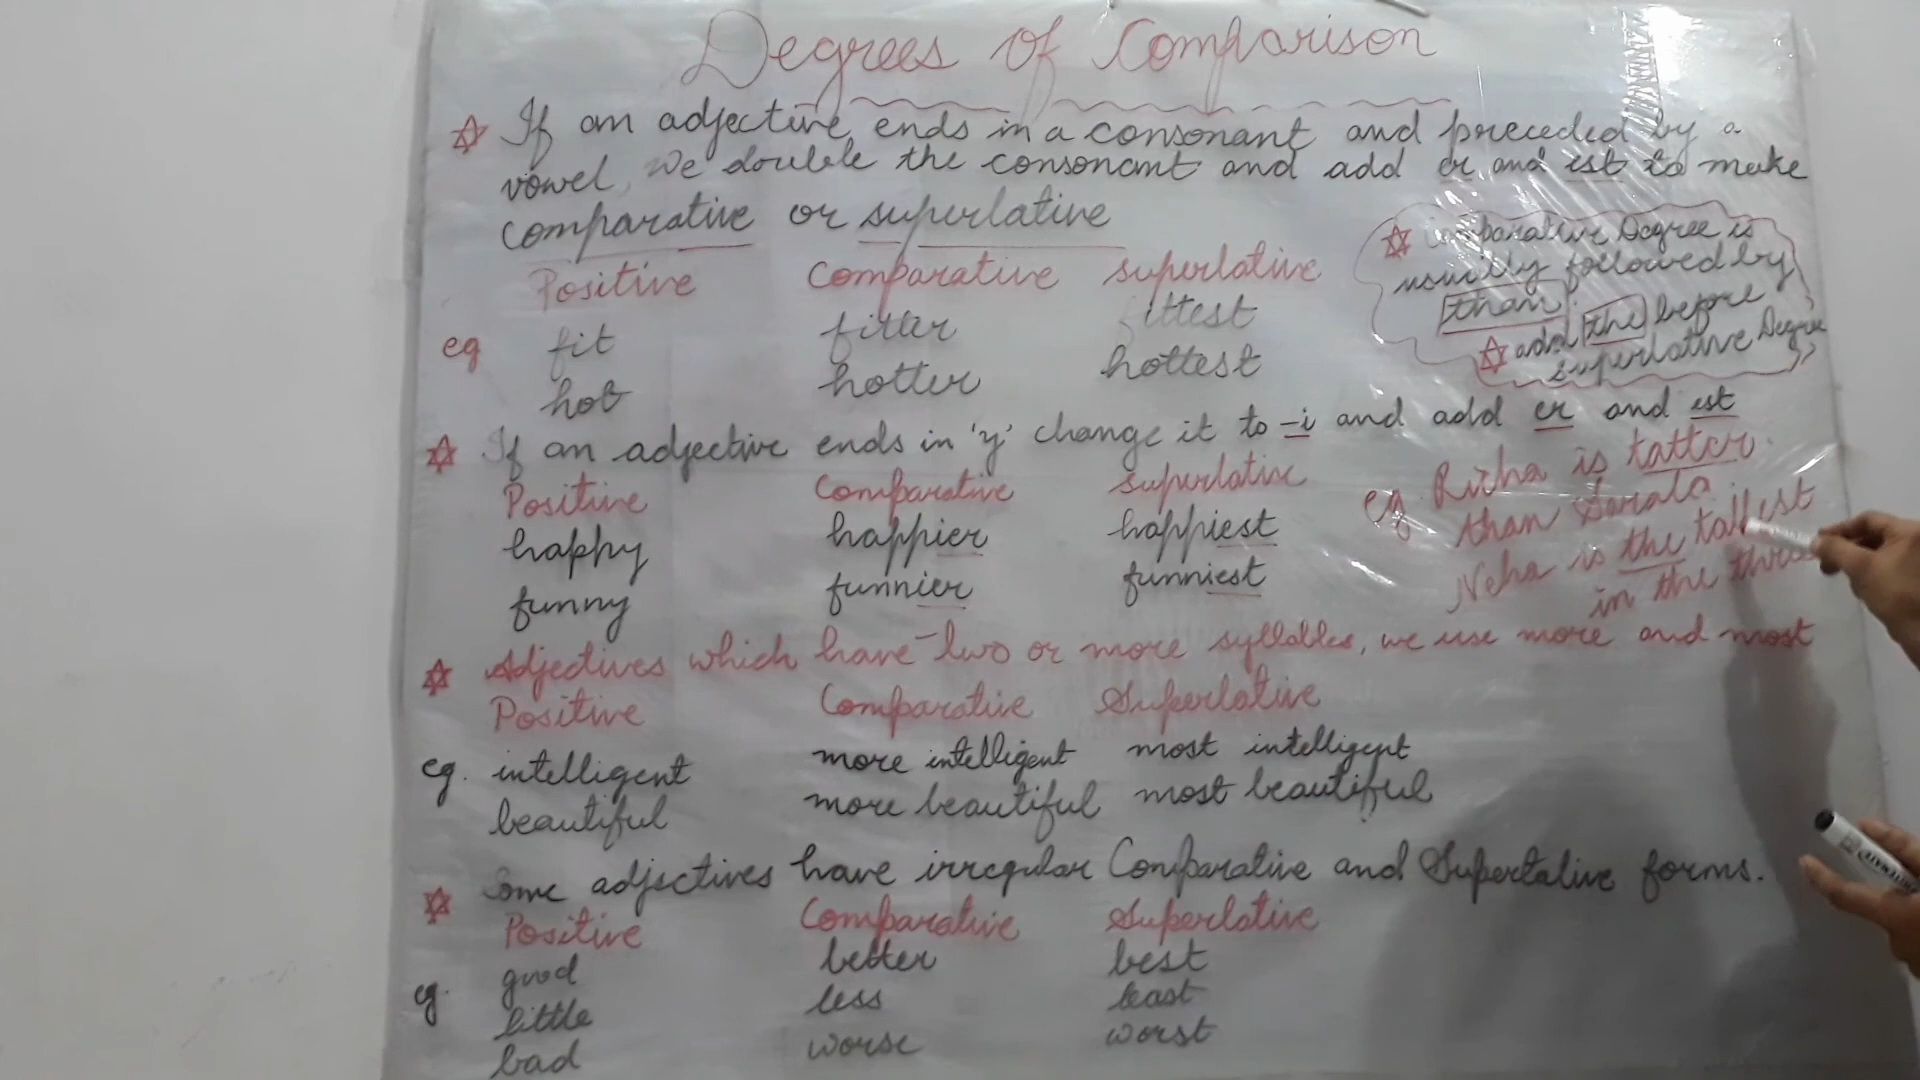 Degrees of Comparison
If an adjective ends in a consonant and preceded by a
vowel, we double the consonant and add er and est to make
comparative or superlative
Positive Comparative superlative
eg fit fitter fittest
hot hotter hottest
Comparative Degree is
usually followed by
than
add the before
superlative Degree
If an adjective ends in 'y' change it to -i and add er and est
Positive Comparative superlative
happy happier happiest
funny funnier funniest
eg Ritha is tatter
than Sarala
Neha is the tallest
in the three
Adjectives which have two or more syllables, we use more and most
Positive Comparative Superlative
eg. intelligent more intelligent most intelligent
beautiful more beautiful most beautiful
Some adjectives have irregular Comparative and Superlative forms.
Positive Comparative Superlative
eg. good better best
little less least
bad worse worst